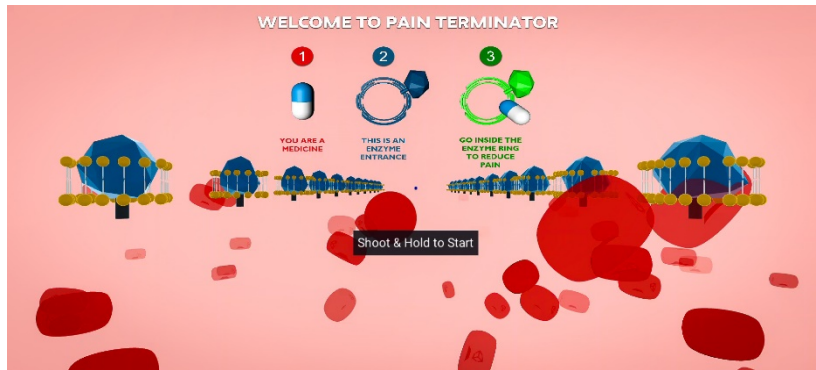 WELCOME TO PAIN TERMINATOR
1
2
3
YOU ARE A
MEDICINE
THIS IS AN
ENZYME
ENTRANCE
GO INSIDE THE
ENZYME RING
TO REDUCE
PAIN
Shoot & Hold to Start